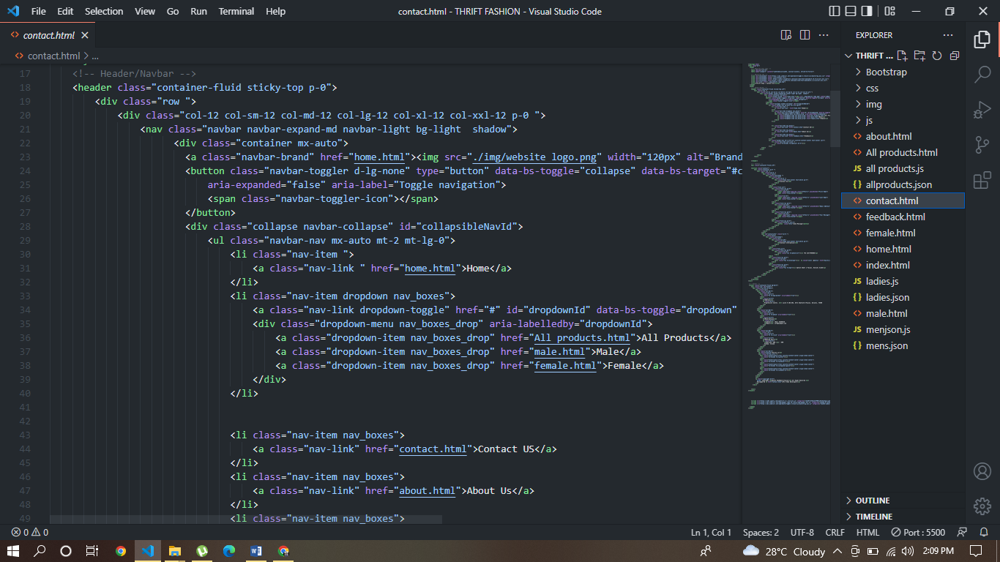 File Edit Selection View Go Run Terminal Help contact.html - THRIFT FASHION - Visual Studio Code
contact.html
contact.html > ...
17 <!-- Header/Navbar -->
18 <header class="container-fluid sticky-top p-0">
19 <div class="row ">
20 <div class="col-12 col-sm-12 col-md-12 col-lg-12 col-xl-12 col-xxl-12 p-0 ">
21 <nav class="navbar navbar-expand-md navbar-light bg-light  shadow">
22 <div class="container mx-auto">
23 <a class="navbar-brand" href="home.html"><img src="./img/website logo.png" width="120px" alt="Brand
24 <button class="navbar-toggler d-lg-none" type="button" data-bs-toggle="collapse" data-bs-target="#c
25 aria-expanded="false" aria-label="Toggle navigation">
26 <span class="navbar-toggler-icon"></span>
27 </button>
28 <div class="collapse navbar-collapse" id="collapsibleNavId">
29 <ul class="navbar-nav mx-auto mt-2 mt-lg-0">
30 <li class="nav-item ">
31 <a class="nav-link " href="home.html">Home</a>
32 </li>
33 <li class="nav-item dropdown nav_boxes">
34 <a class="nav-link dropdown-toggle" href="#" id="dropdownId" data-bs-toggle="dropdown"
35 <div class="dropdown-menu nav_boxes_drop" aria-labelledby="dropdownId">
36 <a class="dropdown-item nav_boxes_drop" href="All products.html">All Products</a>
37 <a class="dropdown-item nav_boxes_drop" href="male.html">Male</a>
38 <a class="dropdown-item nav_boxes_drop" href="female.html">Female</a>
39 </div>
40 </li>
41
42
43 <li class="nav-item nav_boxes">
44 <a class="nav-link" href="contact.html">Contact US</a>
45 </li>
46 <li class="nav-item nav_boxes">
47 <a class="nav-link" href="about.html">About Us</a>
48 </li>
49 <li class="nav-item nav_boxes">
EXPLORER
THRIFT ...
Bootstrap
css
img
js
about.html
All products.html
JS all products.js
{} allproducts.json
contact.html
feedback.html
female.html
home.html
index.html
JS ladies.js
{} ladies.json
male.html
JS menjson.js
{} mens.json
OUTLINE
TIMELINE
0 0 Ln 1, Col 1 Spaces: 2 UTF-8 CRLF HTML Port : 5500
28°C Cloudy 2:09 PM